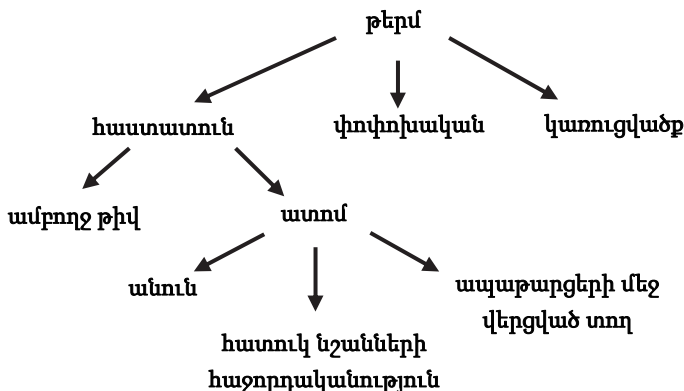 թերմ
հաստատուն
փոփոխական
կառուցվածք
ամբողջ թիվ
ատոմ
անուն
հատուկ նշանների
հաջորդականություն
ապաթարցերի մեջ
վերցված տող